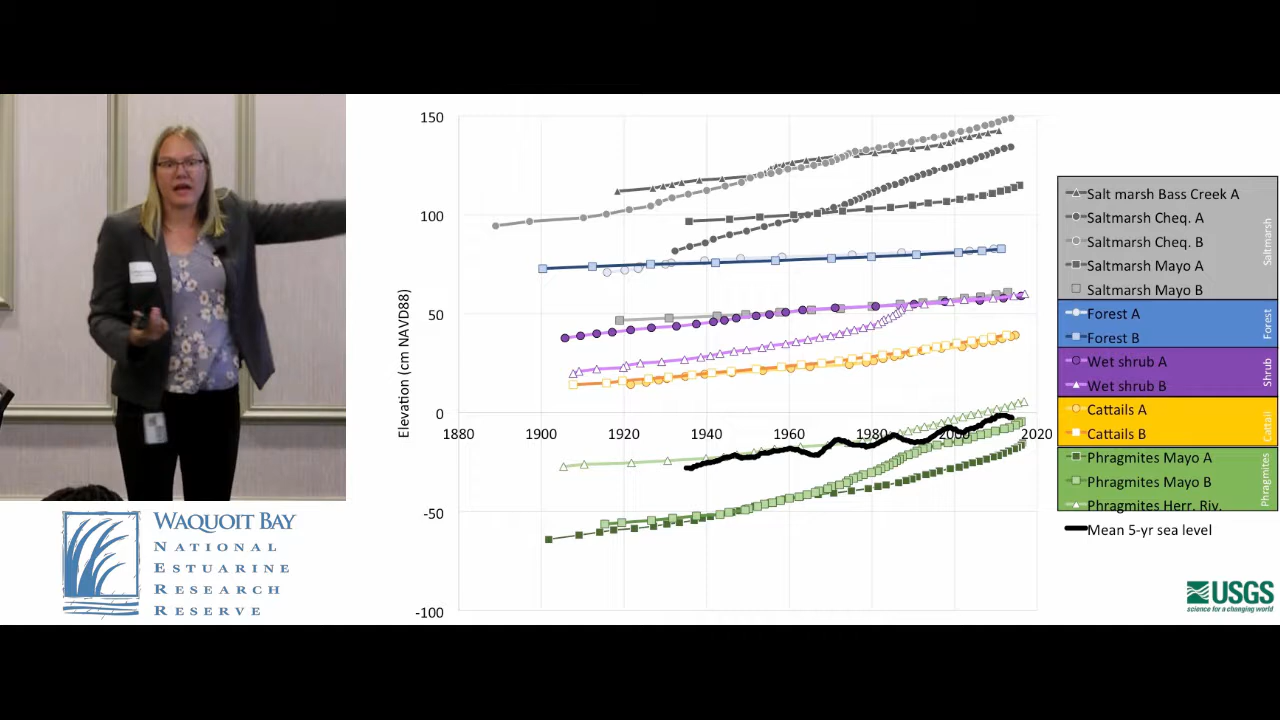 150
100
50
0
-50
-100
Elevation (cm NAVD88)
1880
1900
1920
1940
1960
1980
2000
2020
Salt marsh Bass Creek A
Saltmarsh Cheq. A
Saltmarsh Cheq. B
Saltmarsh Mayo A
Saltmarsh Mayo B
Saltmarsh
Forest A
Forest B
Forest
Wet shrub A
Wet shrub B
Shrub
Cattails A
Cattails B
Cattail
Phragmites Mayo A
Phragmites Mayo B
Phragmites Herr. Riv.
Phragmites
Mean 5-yr sea level
WAQUOIT BAY
NATIONAL
ESTUARINE
RESEARCH
RESERVE
USGS
science for a changing world